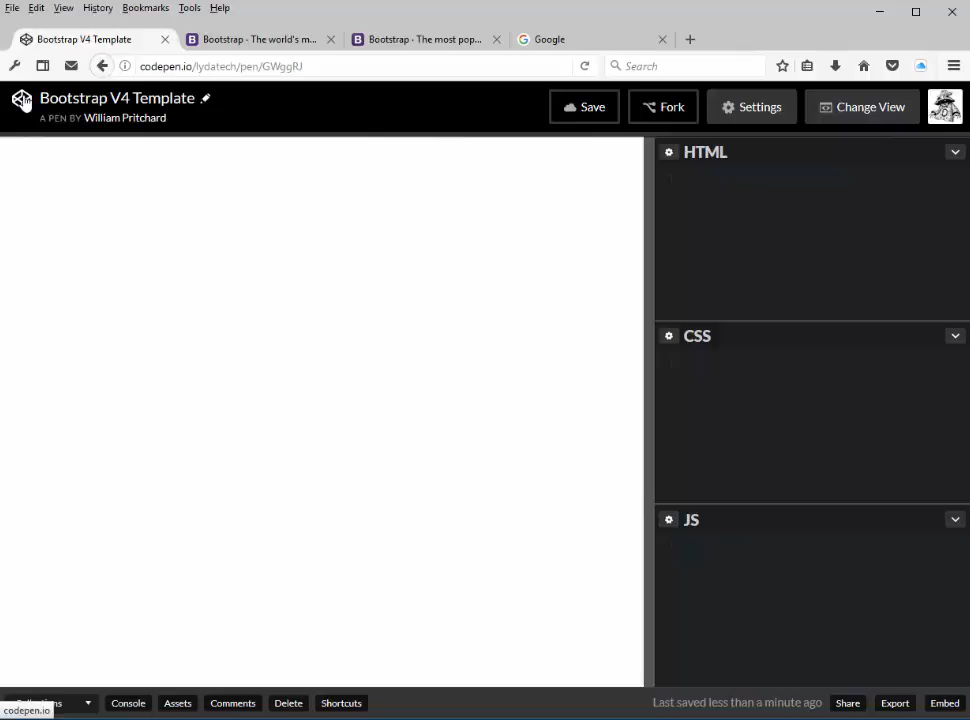 File Edit View History Bookmarks Tools Help
Bootstrap V4 Template Bootstrap - The world's m... Bootstrap - The most pop... Google
codepen.io/lydatech/pen/GWggRJ Search
Bootstrap V4 Template
A PEN BY William Pritchard
Save Fork Settings Change View
HTML
CSS
JS
Console Assets Comments Delete Shortcuts Last saved less than a minute ago Share Export Embed
codepen.io